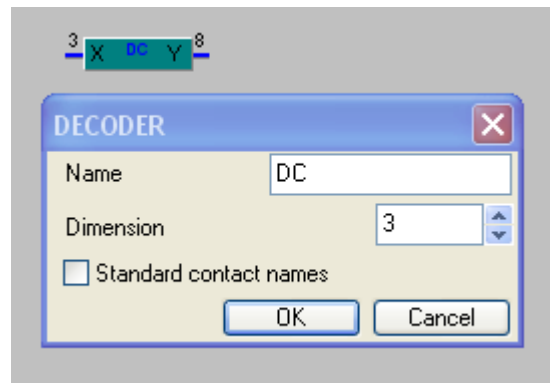 3 X DC Y 8
DECODER
Name DC
Dimension 3
Standard contact names
OK Cancel